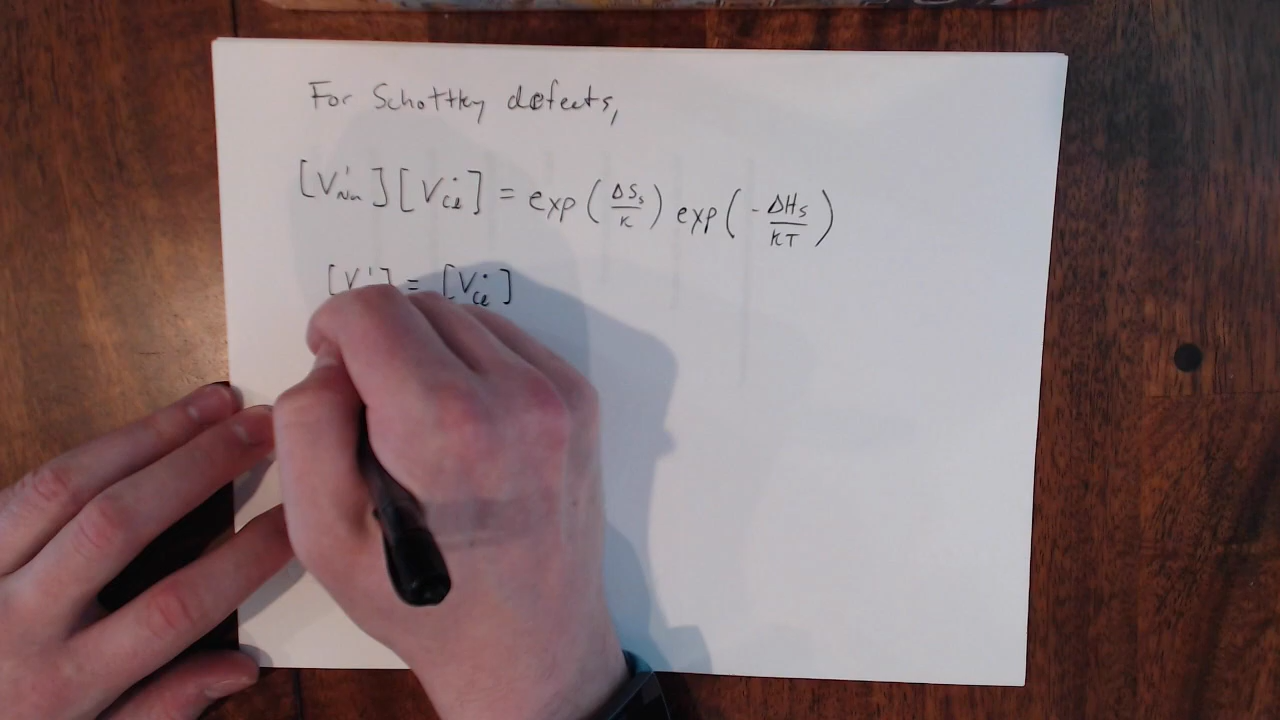 For Schottky defects,
[V'Na][V˙Cl] = exp(ΔSs/K) exp(-ΔHs/KT)
[V'] = [V˙Cl]